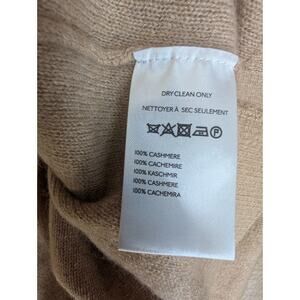 DRY CLEAN ONLY
NETTOYER À SEC SEULEMENT
P
100% CASHMERE
100% CACHEMIRE
100% KASCHMIR
100% CASHMERE
100% CACHEMIRA